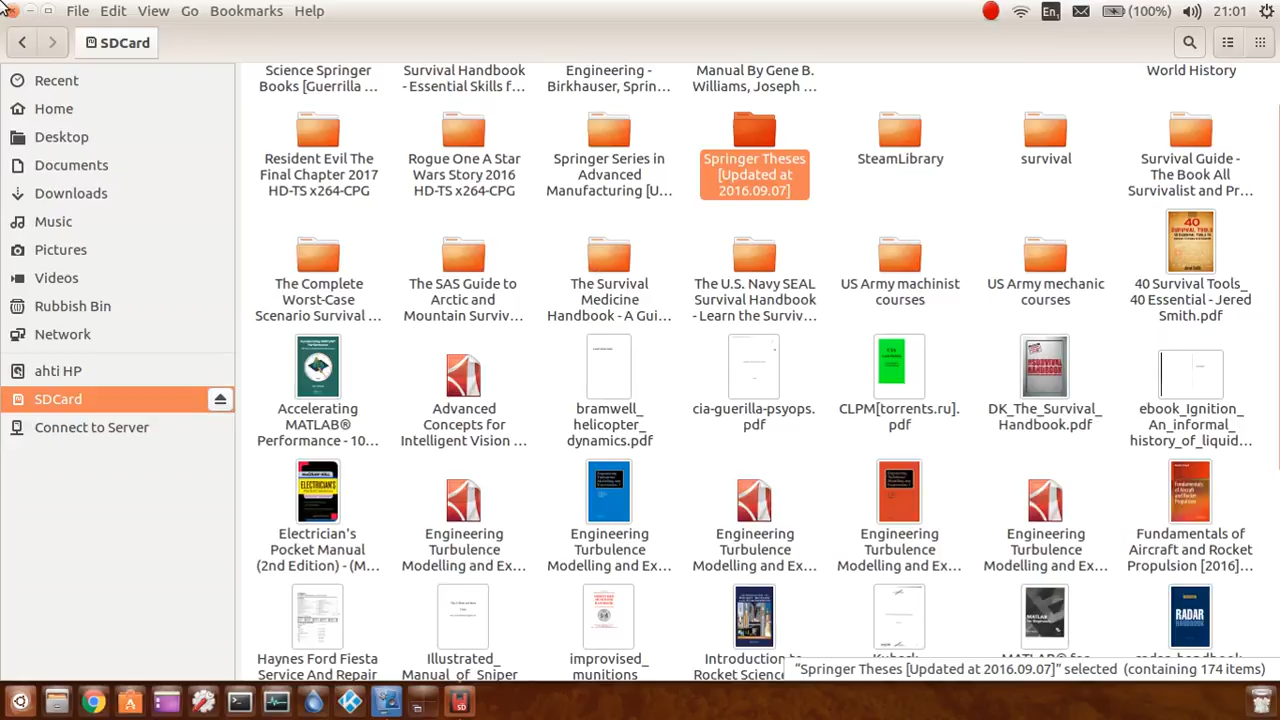 File Edit View Go Bookmarks Help
En1
(100%)
21:01
SDCard
Recent
Home
Desktop
Documents
Downloads
Music
Pictures
Videos
Rubbish Bin
Network
ahti HP
SDCard
Connect to Server
Science Springer
Books [Guerrilla ...
Survival Handbook
- Essential Skills f...
Engineering -
Birkhauser, Sprin...
Manual By Gene B.
Williams, Joseph ...
World History
Resident Evil The
Final Chapter 2017
HD-TS x264-CPG
Rogue One A Star
Wars Story 2016
HD-TS x264-CPG
Springer Series in
Advanced
Manufacturing [U...
Springer Theses
[Updated at
2016.09.07]
SteamLibrary
survival
Survival Guide -
The Book All
Survivalist and Pr...
The Complete
Worst-Case
Scenario Survival ...
The SAS Guide to
Arctic and
Mountain Surviv...
The Survival
Medicine
Handbook - A Gui...
The U.S. Navy SEAL
Survival Handbook
- Learn the Surviv...
US Army machinist
courses
US Army mechanic
courses
40 Survival Tools_
40 Essential - Jered
Smith.pdf
Accelerating
MATLAB®
Performance - 10...
Advanced
Concepts for
Intelligent Vision ...
bramwell_
helicopter_
dynamics.pdf
cia-guerilla-psyops.
pdf
CLPM[torrents.ru].
pdf
DK_The_Survival_
Handbook.pdf
ebook_Ignition_
An_informal_
history_of_liquid...
Electrician's
Pocket Manual
(2nd Edition) - (M...
Engineering
Turbulence
Modelling and Ex...
Engineering
Turbulence
Modelling and Ex...
Engineering
Turbulence
Modelling and Ex...
Engineering
Turbulence
Modelling and Ex...
Engineering
Turbulence
Modelling and Ex...
Fundamentals of
Aircraft and Rocket
Propulsion [2016]...
RADAR
HANDBOOK
Haynes Ford Fiesta
Service And Repair
Illustrated_
Manual_of_Sniper
improvised_
munitions
Introduction to
Rocket Science
"Springer Theses [Updated at 2016.09.07]" selected (containing 174 items)